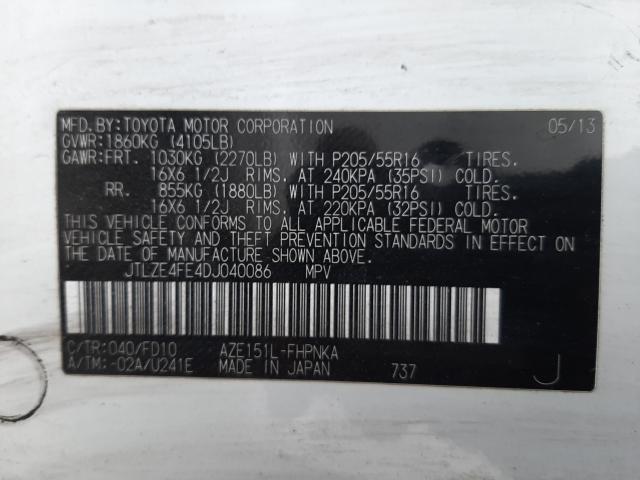 MFD.BY:TOYOTA MOTOR CORPORATION 05/13
GVWR:1860KG (4105LB)
GAWR:FRT. 1030KG (2270LB) WITH P205/55R16 TIRES.
16X6 1/2J RIMS. AT 240KPA (35PSI) COLD.
RR. 855KG (1880LB) WITH P205/55R16 TIRES.
16X6 1/2J RIMS. AT 220KPA (32PSI) COLD.
THIS VEHICLE CONFORMS TO ALL APPLICABLE FEDERAL MOTOR
VEHICLE SAFETY AND THEFT PREVENTION STANDARDS IN EFFECT ON
THE DATE OF MANUFACTURE SHOWN ABOVE.
JTLZE4FE4DJ040086 MPV
C/TR:040/FD10 AZE151L-FHPNKA
A/TM:-02A/U241E MADE IN JAPAN 737 J